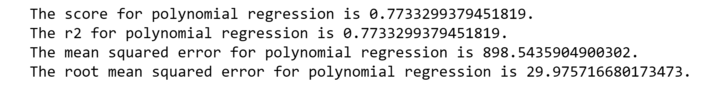 The score for polynomial regression is 0.7733299379451819.
The r2 for polynomial regression is 0.7733299379451819.
The mean squared error for polynomial regression is 898.5435904900302.
The root mean squared error for polynomial regression is 29.975716680173473.